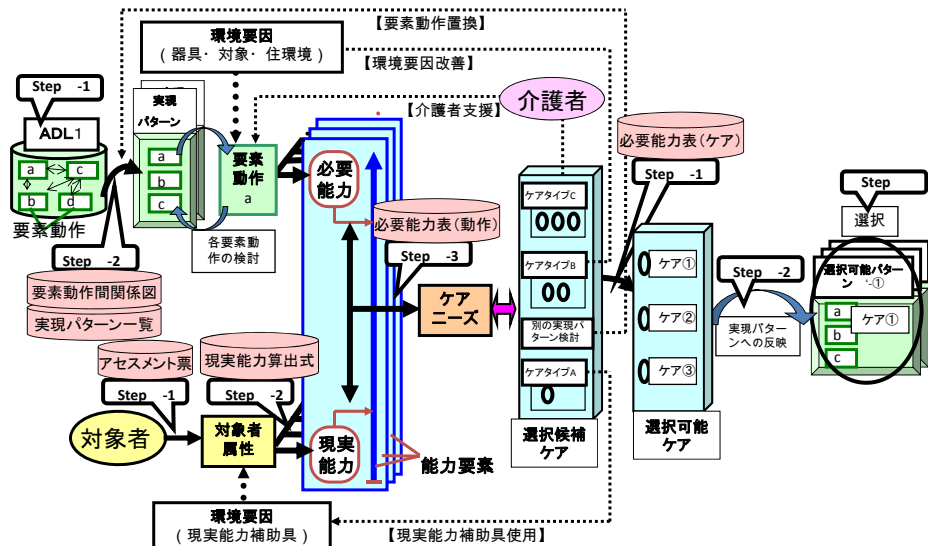 【要素動作置換】
環境要因
( 器具・対象・住環境 )
【環境要因改善】
【介護者支援】
介護者
Step -1
ADL1
a
c
b
d
要素動作
実現
パターン
a
b
c
要素
動作
a
各要素動
作の検討
Step -2
要素動作間関係図
実現パターン一覧
必要
能力
必要能力表(動作)
Step -3
ケア
ニーズ
ケアタイプC
ケアタイプB
別の実現パ
ターン検討
ケアタイプA
選択候補
ケア
必要能力表(ケア)
Step -1
ケア①
ケア②
ケア③
選択可能
ケア
Step -2
実現パター
ンへの反映
Step
選択
選択可能パター
ン -①
a
ケア①
b
c
アセスメント票
Step -1
対象者
対象者
属性
現実能力算出式
Step -2
現実
能力
能力要素
環境要因
( 現実能力補助具 )
【現実能力補助具使用】